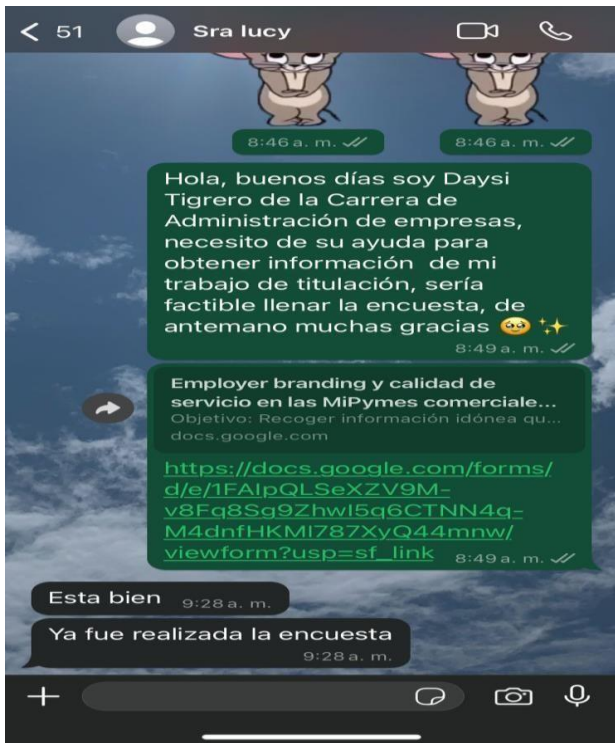 51
Sra lucy
8:46 a. m.
8:46 a. m.
Hola, buenos días soy Daysi
Tigrero de la Carrera de
Administración de empresas,
necesito de su ayuda para
obtener información de mi
trabajo de titulación, sería
factible llenar la encuesta, de
antemano muchas gracias 🥹✨
8:49 a. m.
Employer branding y calidad de
servicio en las MiPymes comerciale...
Objetivo: Recoger información idónea qu...
docs.google.com
https://docs.google.com/forms/
d/e/1FAIpQLSeXZV9M-
v8Fq8Sg9ZhwI5q6CTNN4q-
M4dnfHKMI787XyQ44mnw/
viewform?usp=sf_link
8:49 a. m.
Esta bien
9:28 a. m.
Ya fue realizada la encuesta
9:28 a. m.